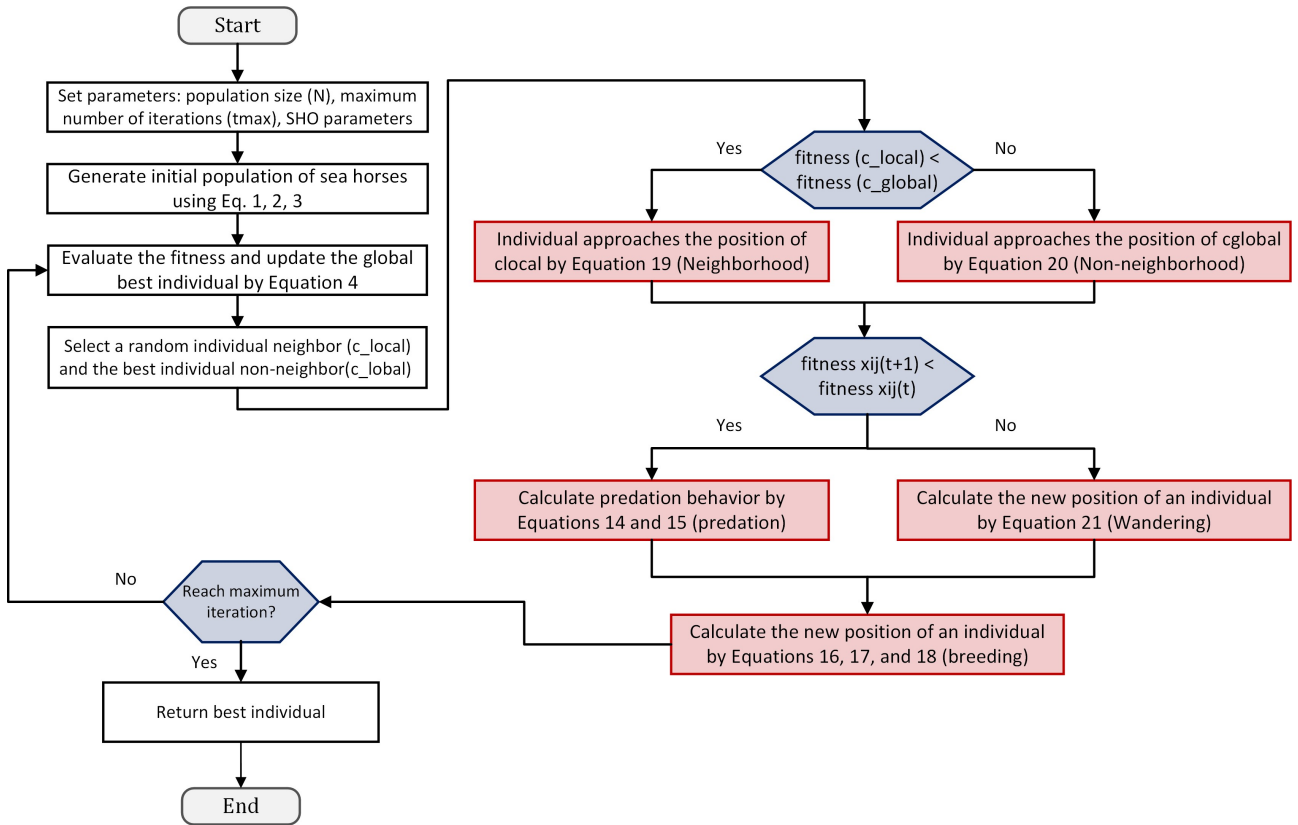 Start
Set parameters: population size (N), maximum
number of iterations (tmax), SHO parameters
Generate initial population of sea horses
using Eq. 1, 2, 3
Evaluate the fitness and update the global
best individual by Equation 4
Select a random individual neighbor (c_local)
and the best individual non-neighbor(c_lobal)
fitness (c_local) <
fitness (c_global)
Yes
No
Individual approaches the position of
clocal by Equation 19 (Neighborhood)
Individual approaches the position of cglobal
by Equation 20 (Non-neighborhood)
fitness xij(t+1) <
fitness xij(t)
Yes
No
Calculate predation behavior by
Equations 14 and 15 (predation)
Calculate the new position of an individual
by Equation 21 (Wandering)
Calculate the new position of an individual
by Equations 16, 17, and 18 (breeding)
Reach maximum
iteration?
No
Yes
Return best individual
End